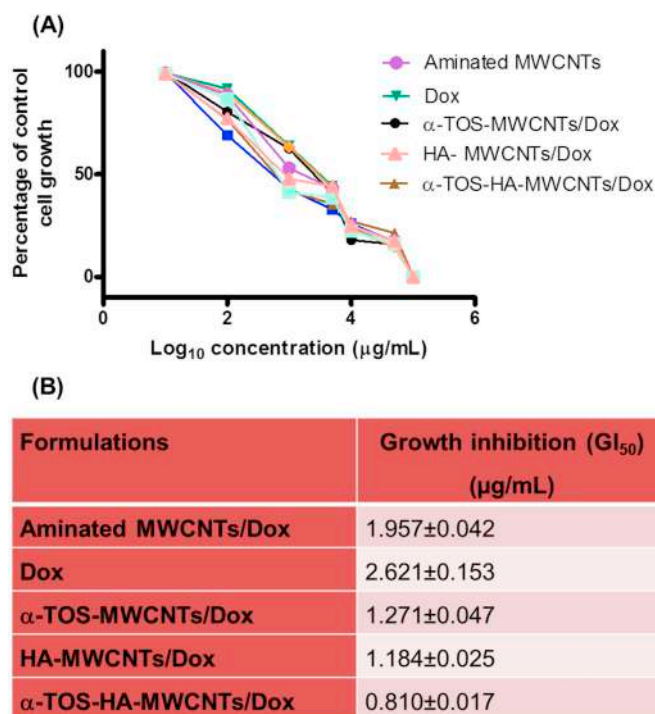 (A)
Percentage of control
cell growth
100
50
0
0
2
4
6
Log₁₀ concentration (µg/mL)
Aminated MWCNTs
Dox
α-TOS-MWCNTs/Dox
HA- MWCNTs/Dox
α-TOS-HA-MWCNTs/Dox
(B)
Formulations
Growth inhibition (GI₅₀)
(µg/mL)
Aminated MWCNTs/Dox 1.957±0.042
Dox 2.621±0.153
α-TOS-MWCNTs/Dox 1.271±0.047
HA-MWCNTs/Dox 1.184±0.025
α-TOS-HA-MWCNTs/Dox 0.810±0.017